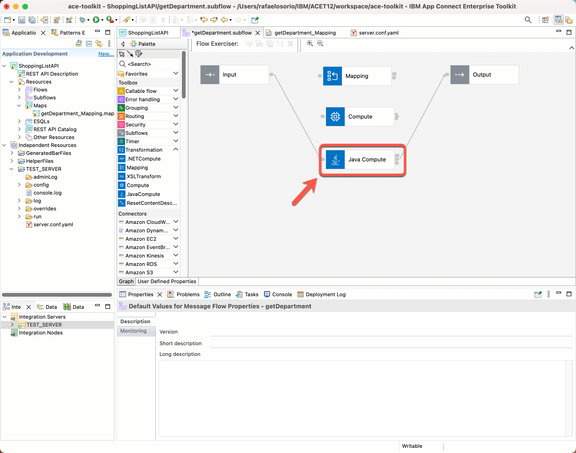 ace-toolkit - ShoppingListAPI/getDepartment.subflow - /Users/rafaelosorio/IBM/ACET12/workspace/ace-toolkit - IBM App Connect Enterprise Toolkit
Applicatio
Patterns E
ShoppingListAPI
*getDepartment.subflow
getDepartment_Mapping
server.conf.yaml
Application Development
New...
ShoppingListAPI
REST API Description
Resources
Flows
Subflows
Maps
getDepartment_Mapping.map
ESQLs
REST API Catalog
Other Resources
Independent Resources
GeneratedBarFiles
HelperFiles
TEST_SERVER
adminLog
config
console.log
log
overrides
run
server.conf.yaml
Palette
<Search>
Favorites
Toolbox
Callable flow
Error handling
Grouping
Routing
Security
Subflows
Timer
Transformation
.NETCompute
Mapping
XSLTransform
Compute
JavaCompute
ResetContentDesc...
Connectors
Amazon CloudW...
Amazon Dynam...
Amazon EC2
Amazon EventBr...
Amazon Kinesis
Amazon RDS
Amazon S3
Flow Exerciser:
Input
Mapping
Output
Compute
Java Compute
Graph
User Defined Properties
Inte
Data
Data
Integration Servers
TEST_SERVER
Integration Nodes
Properties
Problems
Outline
Tasks
Console
Deployment Log
Default Values for Message Flow Properties - getDepartment
Description
Monitoring
Version
Short description
Long description
Writable